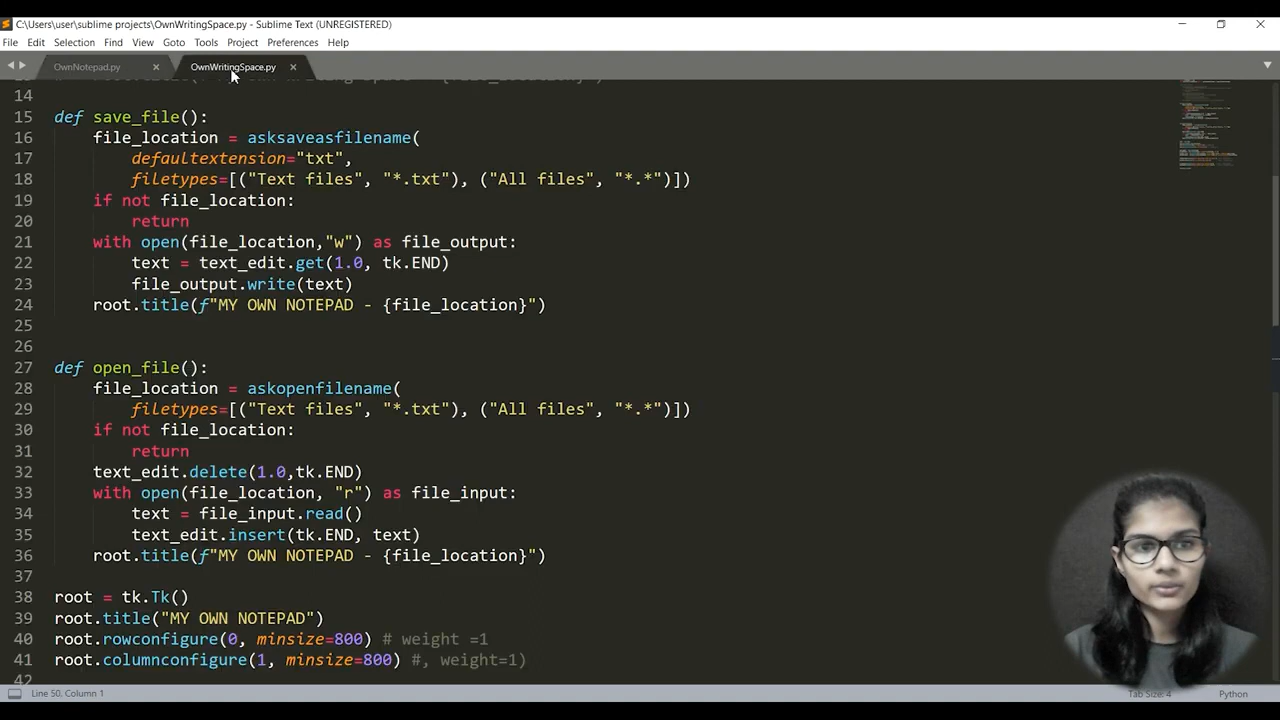 C:\Users\user\sublime projects\OwnWritingSpace.py - Sublime Text (UNREGISTERED)
File Edit Selection Find View Goto Tools Project Preferences Help
OwnNotepad.py × OwnWritingSpace.py ×
14
15 def save_file():
16 file_location = asksaveasfilename(
17 defaultextension="txt",
18 filetypes=[("Text files", "*.txt"), ("All files", "*.*")])
19 if not file_location:
20 return
21 with open(file_location,"w") as file_output:
22 text = text_edit.get(1.0, tk.END)
23 file_output.write(text)
24 root.title(f"MY OWN NOTEPAD - {file_location}")
25
26
27 def open_file():
28 file_location = askopenfilename(
29 filetypes=[("Text files", "*.txt"), ("All files", "*.*")])
30 if not file_location:
31 return
32 text_edit.delete(1.0,tk.END)
33 with open(file_location, "r") as file_input:
34 text = file_input.read()
35 text_edit.insert(tk.END, text)
36 root.title(f"MY OWN NOTEPAD - {file_location}")
37
38 root = tk.Tk()
39 root.title("MY OWN NOTEPAD")
40 root.rowconfigure(0, minsize=800) # weight =1
41 root.columnconfigure(1, minsize=800) #, weight=1)
42
Line 50, Column 1 Tab Size: 4 Python